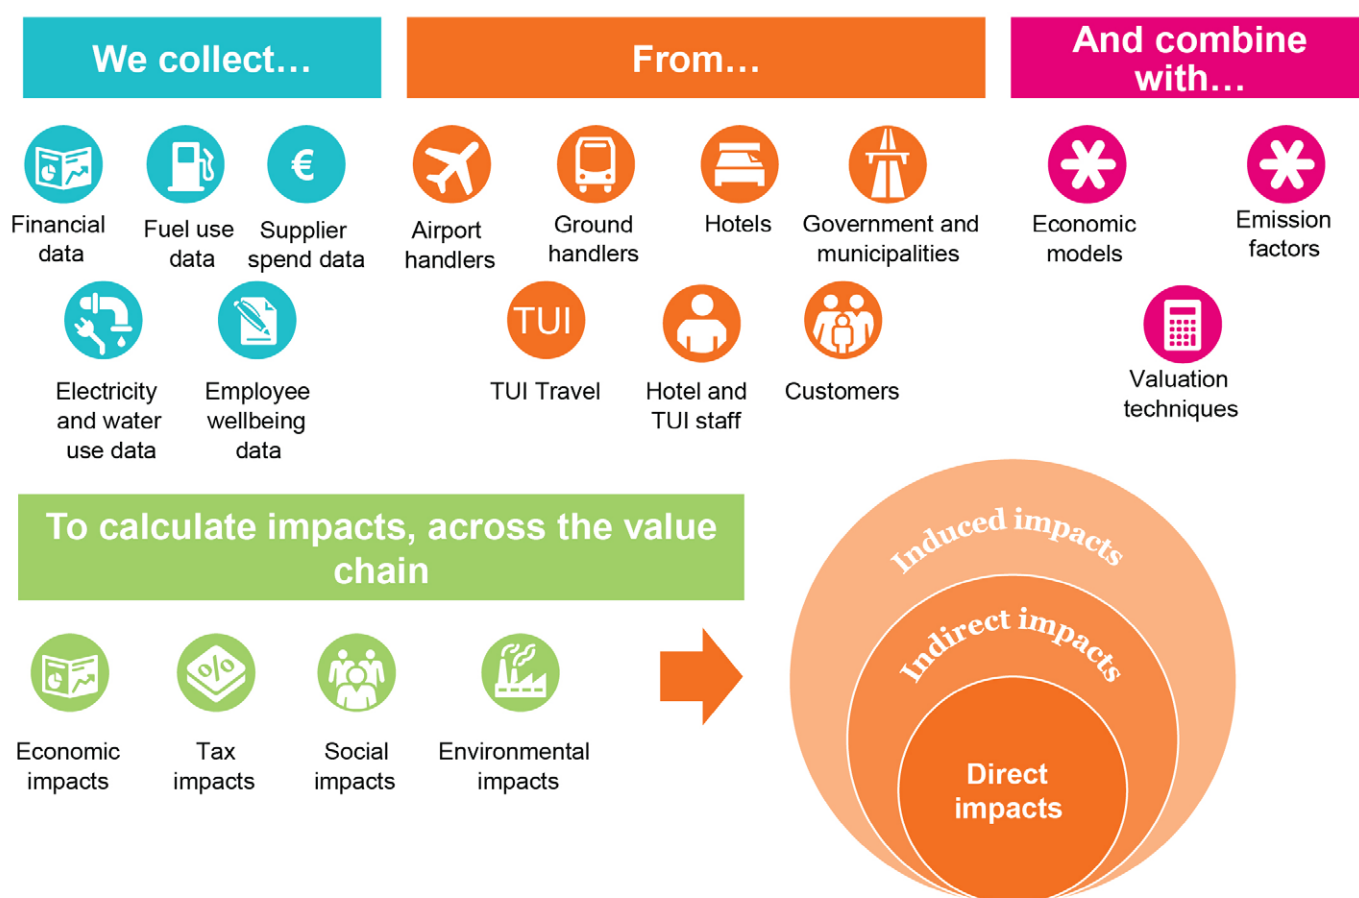 We collect…
From…
And combine
with…
Financial
data
Fuel use
data
€
Supplier
spend data
Airport
handlers
Ground
handlers
Hotels
Government and
municipalities
Economic
models
Emission
factors
Electricity
and water
use data
Employee
wellbeing
data
TUI
TUI Travel
Hotel and
TUI staff
Customers
Valuation
techniques
To calculate impacts, across the value
chain
%
Economic
impacts
Tax
impacts
Social
impacts
Environmental
impacts
Induced impacts
Indirect impacts
Direct
impacts